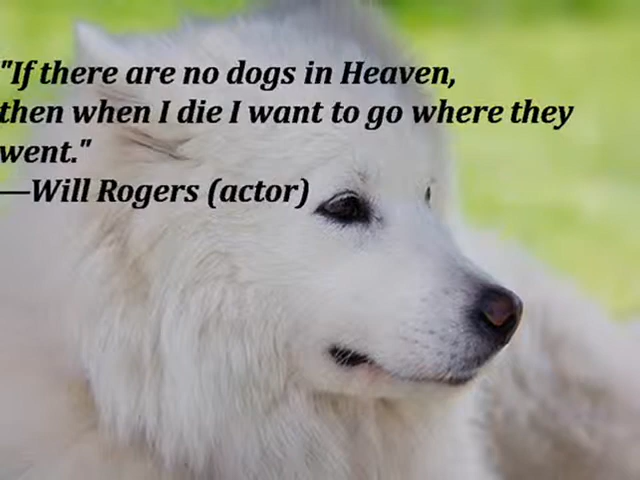 "If there are no dogs in Heaven,
then when I die I want to go where they
went."
—Will Rogers (actor)